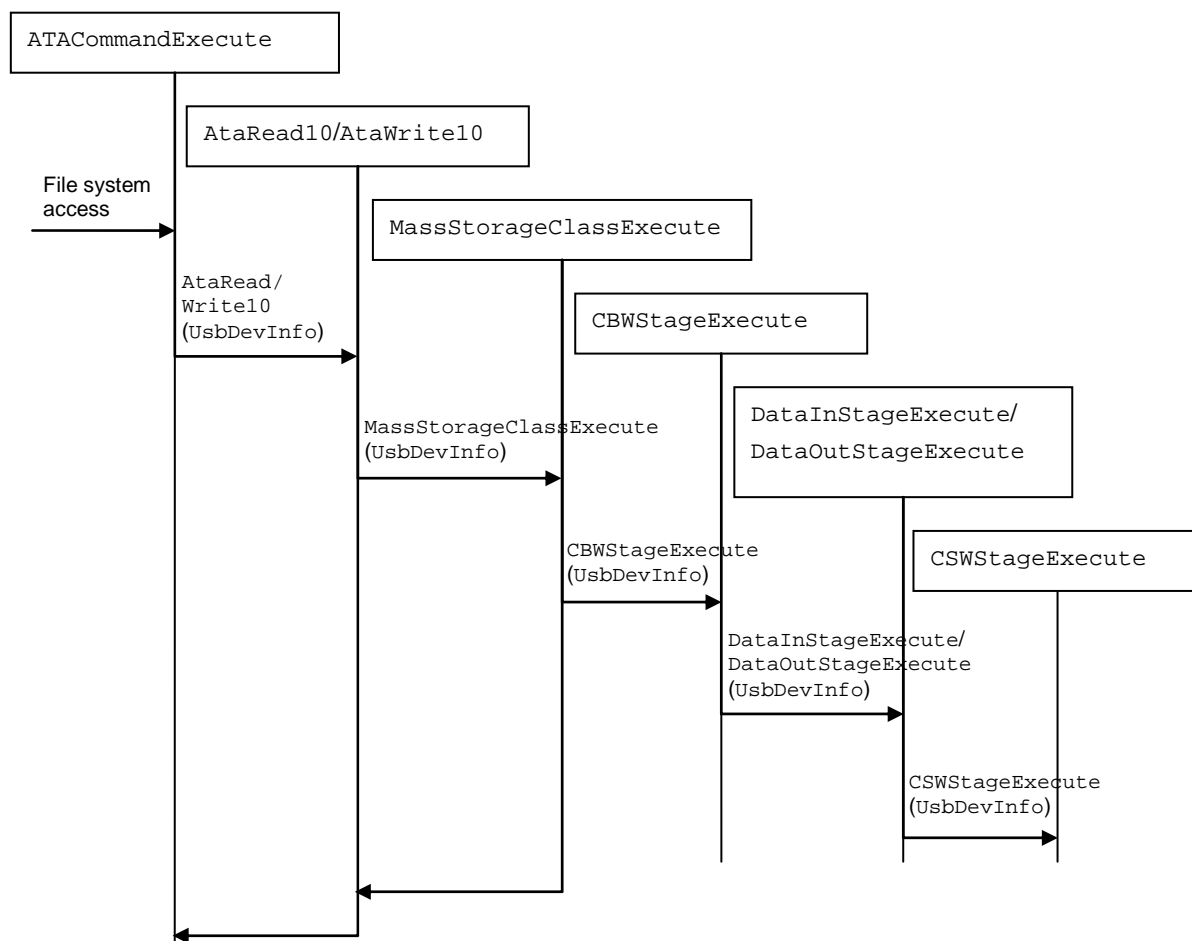 ATACommandExecute
AtaRead10/AtaWrite10
File system
access
MassStorageClassExecute
AtaRead/
Write10
(UsbDevInfo)
CBWStageExecute
DataInStageExecute/
DataOutStageExecute
MassStorageClassExecute
(UsbDevInfo)
CBWStageExecute
(UsbDevInfo)
CSWStageExecute
DataInStageExecute/
DataOutStageExecute
(UsbDevInfo)
CSWStageExecute
(UsbDevInfo)